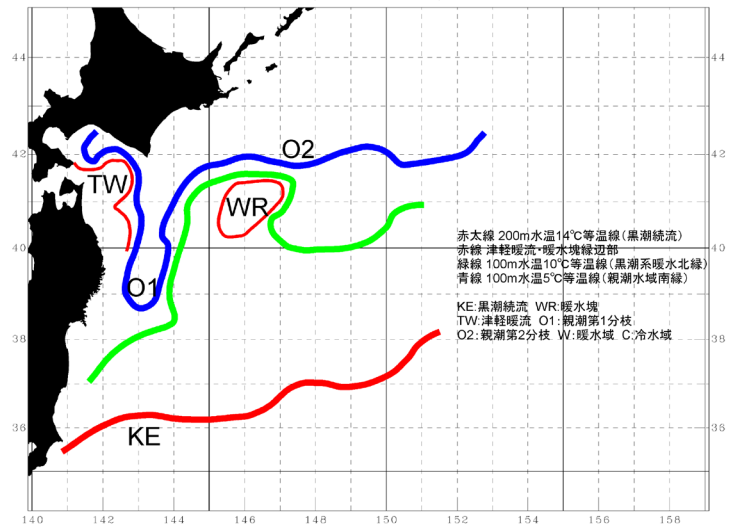 44 44
42 O2 42
TW
WR
赤太線 200m水温14℃等温線(黒潮続流)
40 赤線 津軽暖流・暖水塊縁辺部 40
緑線 100m水温10℃等温線(黒潮系暖水北縁)
青線 100m水温5℃等温線(親潮水域南縁)
O1
KE:黒潮続流 WR:暖水塊
TW:津軽暖流 O1:親潮第1分枝
38 O2:親潮第2分枝 W:暖水域 C:冷水域 38
36 KE 36
140 142 144 146 148 150 152 154 156 158